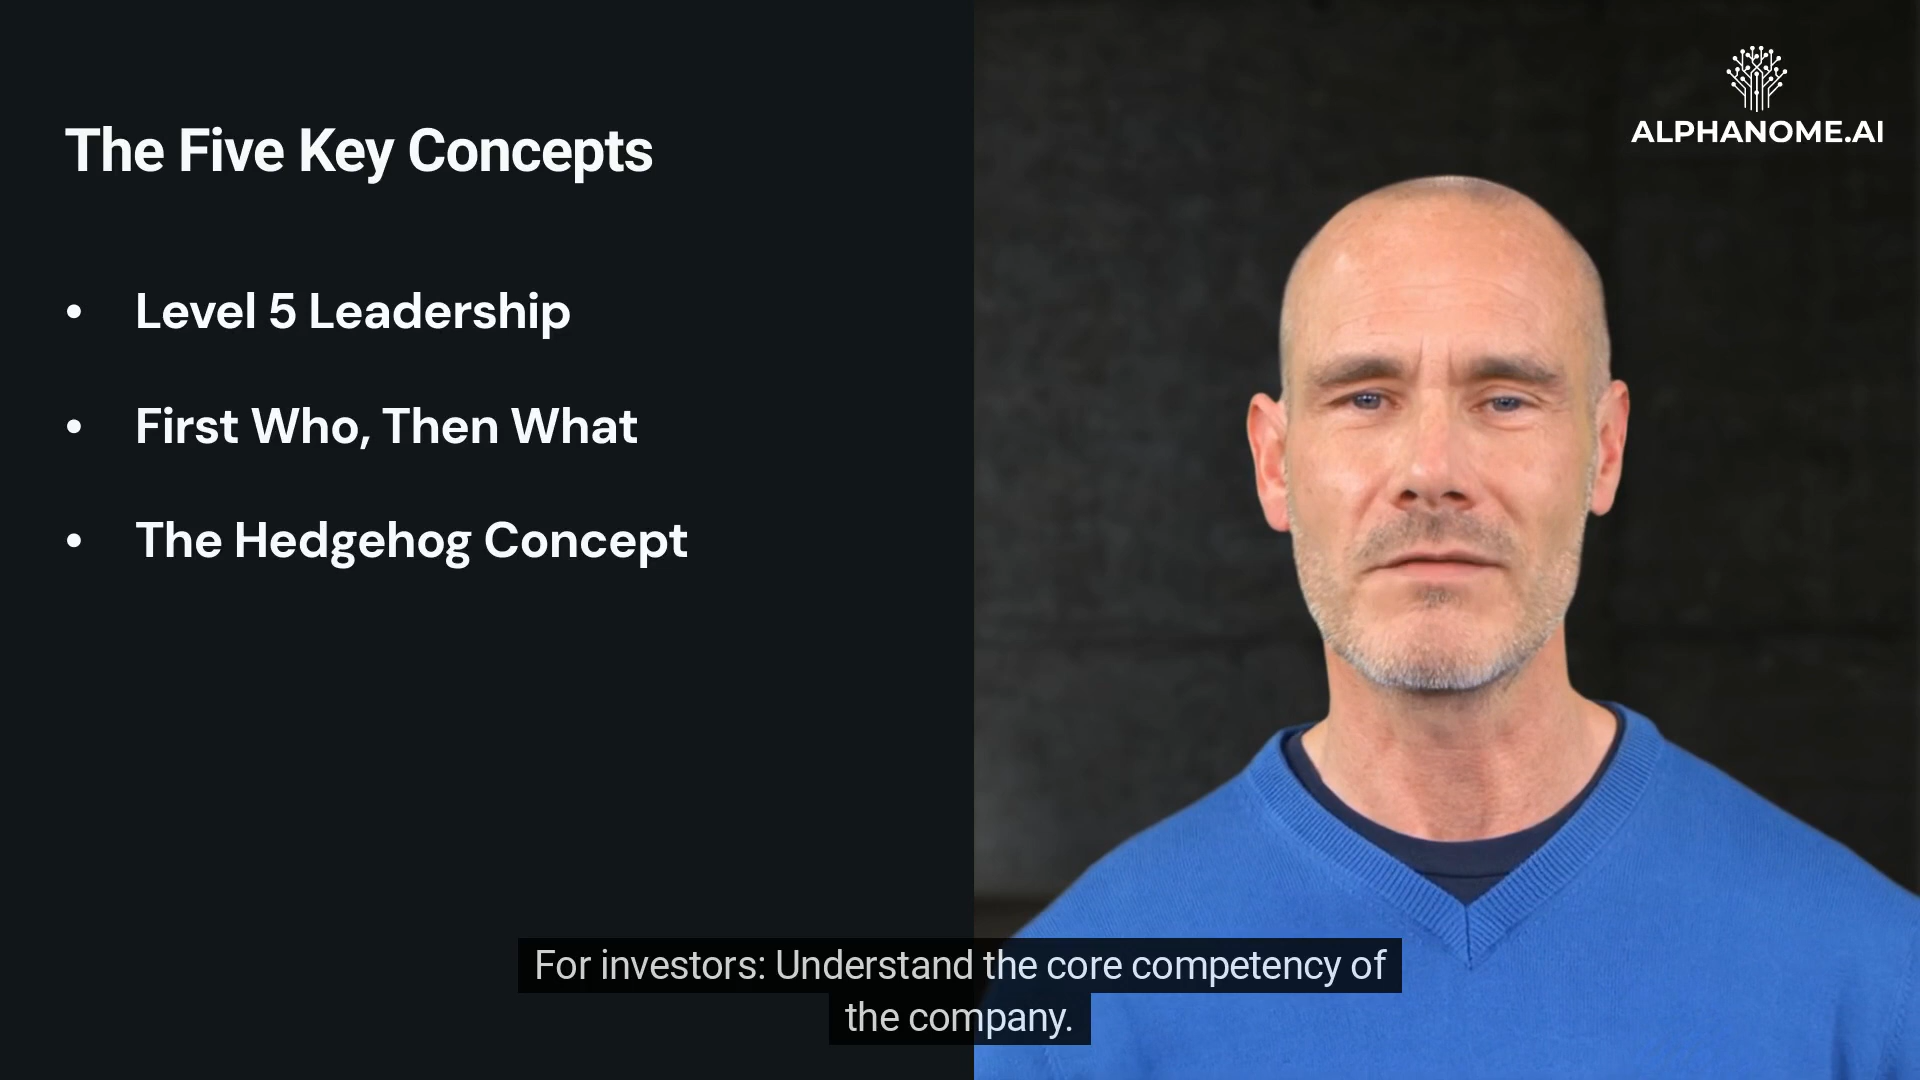 The Five Key Concepts
• Level 5 Leadership
• First Who, Then What
• The Hedgehog Concept
ALPHANOME.AI
For investors: Understand the core competency of
the company.